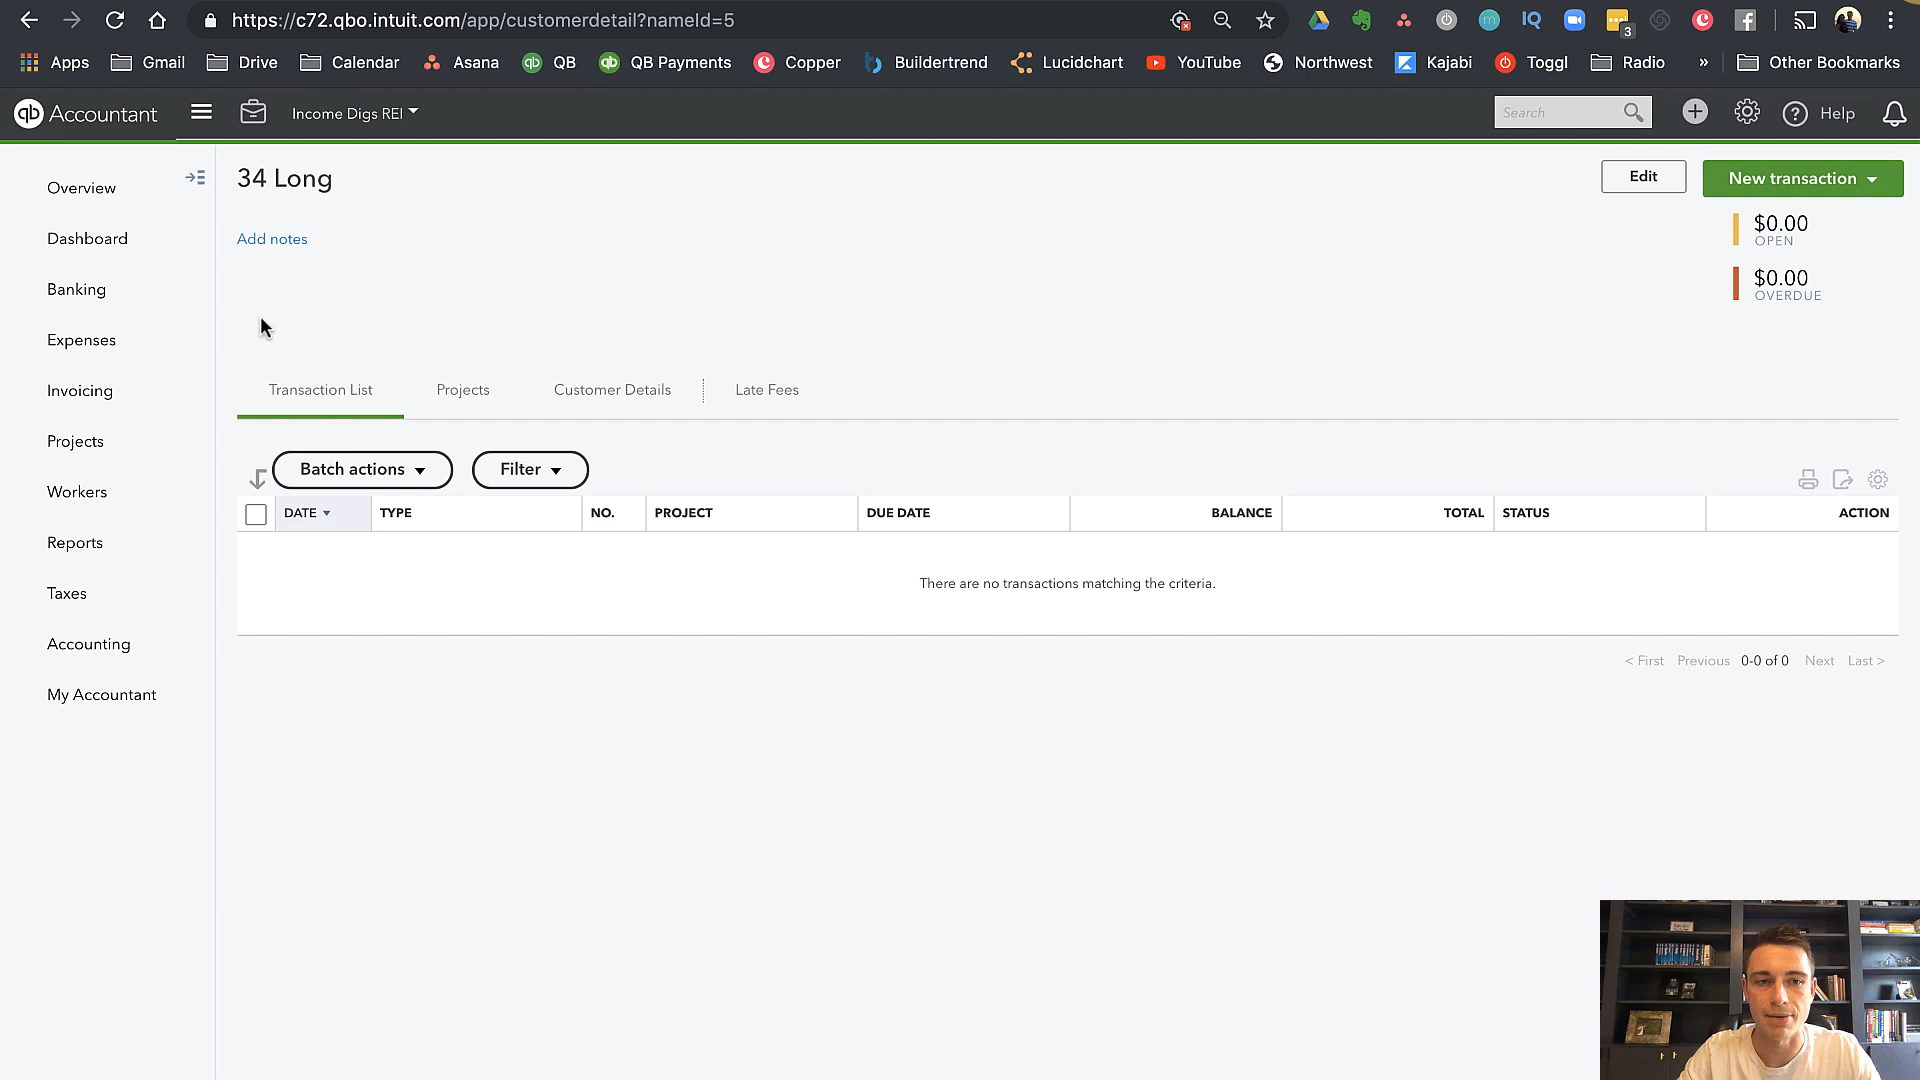 https://c72.qbo.intuit.com/app/customerdetail?nameId=5
3
Apps Gmail Drive Calendar Asana QB QB Payments Copper Buildertrend Lucidchart YouTube Northwest Kajabi Toggl Radio » Other Bookmarks
qb Accountant Income Digs REI Search Help
Overview
Dashboard
Banking
Expenses
Invoicing
Projects
Workers
Reports
Taxes
Accounting
My Accountant
34 Long
Edit New transaction
Add notes
$0.00
OPEN
$0.00
OVERDUE
Transaction List Projects Customer Details Late Fees
Batch actions Filter
DATE TYPE NO. PROJECT DUE DATE BALANCE TOTAL STATUS ACTION
There are no transactions matching the criteria.
< First Previous 0-0 of 0 Next Last >